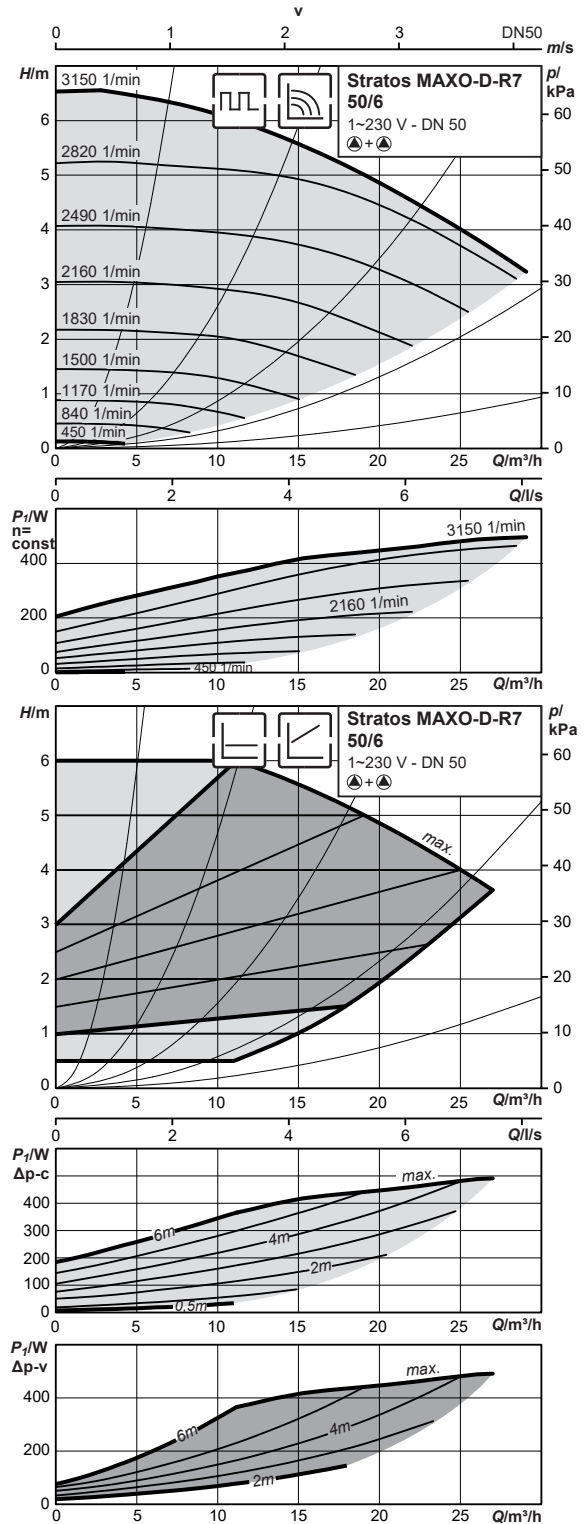 v
0 1 2 3 DN50
m/s
H/m
p/
kPa
3150 1/min
Stratos MAXO-D-R7
50/6
1~230 V - DN 50
+
6
60
2820 1/min
5
50
2490 1/min
4
40
2160 1/min
3
30
1830 1/min
2
20
1500 1/min
1170 1/min
1
10
840 1/min
450 1/min
0
0
0 5 10 15 20 25 Q/m³/h
0 2 4 6 Q/l/s
P₁/W
n=
const
3150 1/min
400
2160 1/min
200
450 1/min
0
0 5 10 15 20 25 Q/m³/h
H/m
p/
kPa
Stratos MAXO-D-R7
50/6
1~230 V - DN 50
+
6
60
max.
5
50
4
40
3
30
2
20
1
10
0
0
0 5 10 15 20 25 Q/m³/h
0 2 4 6 Q/l/s
P₁/W
Δp-c
max.
400
6m
300
4m
200
2m
100
0,5m
0
0 5 10 15 20 25 Q/m³/h
P₁/W
Δp-v
max.
400
6m
4m
200
2m
0
0 5 10 15 20 25 Q/m³/h